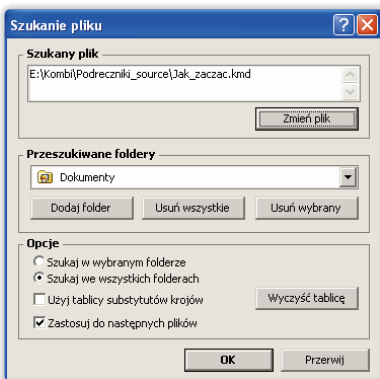 Szukanie pliku
Szukany plik
E:\Kombi\Podreczniki_source\Jak_zaczac.kmd
Zmień plik
Przeszukiwane foldery
Dokumenty
Dodaj folder Usuń wszystkie Usuń wybrany
Opcje
Szukaj w wybranym folderze
Szukaj we wszystkich folderach
Użyj tablicy substytutów krojów Wyczyść tablicę
Zastosuj do następnych plików
OK Przerwij